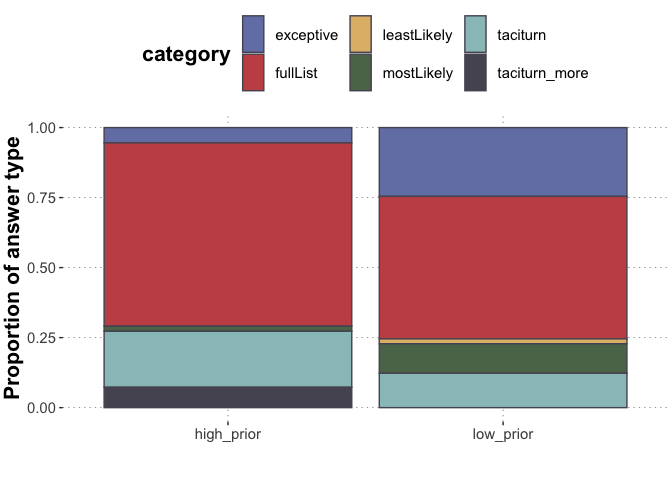 category
exceptive leastLikely taciturn
fullList mostLikely taciturn_more
Proportion of answer type
1.00
0.75
0.50
0.25
0.00
high_prior low_prior